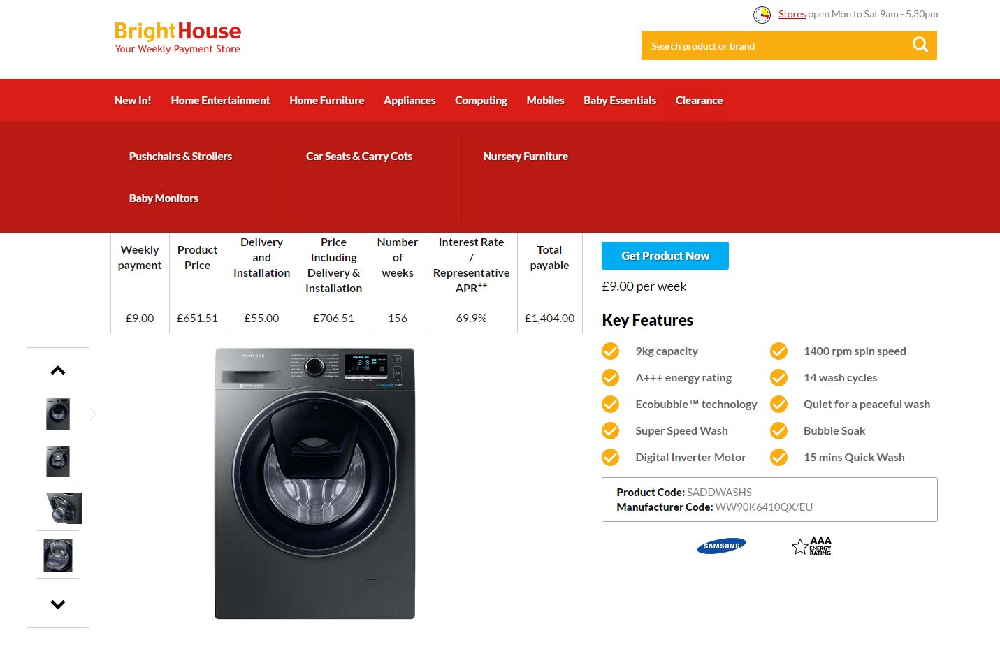 Stores open Mon to Sat 9am - 5.30pm
BrightHouse
Your Weekly Payment Store
Search product or brand
New In! Home Entertainment Home Furniture Appliances Computing Mobiles Baby Essentials Clearance
Pushchairs & Strollers Car Seats & Carry Cots Nursery Furniture
Baby Monitors
Weekly
payment
Product
Price
Delivery
and
Installation
Price
Including
Delivery &
Installation
Number
of
weeks
Interest Rate
/
Representative
APR++
Total
payable
£9.00 £651.51 £55.00 £706.51 156 69.9% £1,404.00
Get Product Now
£9.00 per week
Key Features
9kg capacity 1400 rpm spin speed
A+++ energy rating 14 wash cycles
Ecobubble™ technology Quiet for a peaceful wash
Super Speed Wash Bubble Soak
Digital Inverter Motor 15 mins Quick Wash
Product Code: SADDWASHS
Manufacturer Code: WW90K6410QX/EU
SAMSUNG
AAA
ENERGY
RATING
SAMSUNG
ecobubble 9.0kg